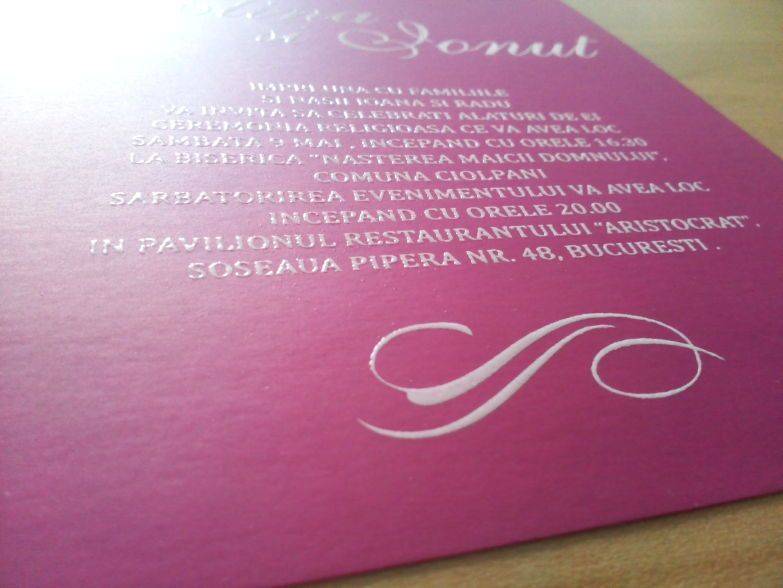 si Ionut
IMPREUNA CU FAMILIILE
SI NASII IOANA SI RADU
VA INVITA SA CELEBRATI ALATURI DE EI
CEREMONIA RELIGIOASA CE VA AVEA LOC
SAMBATA 9 MAI , INCEPAND CU ORELE 16.30
LA BISERICA "NASTEREA MAICII DOMNULUI",
COMUNA CIOLPANI
SARBATORIREA EVENIMENTULUI VA AVEA LOC
INCEPAND CU ORELE 20.00
IN PAVILIONUL RESTAURANTULUI "ARISTOCRAT" .
SOSEAUA PIPERA NR. 48, BUCURESTI .